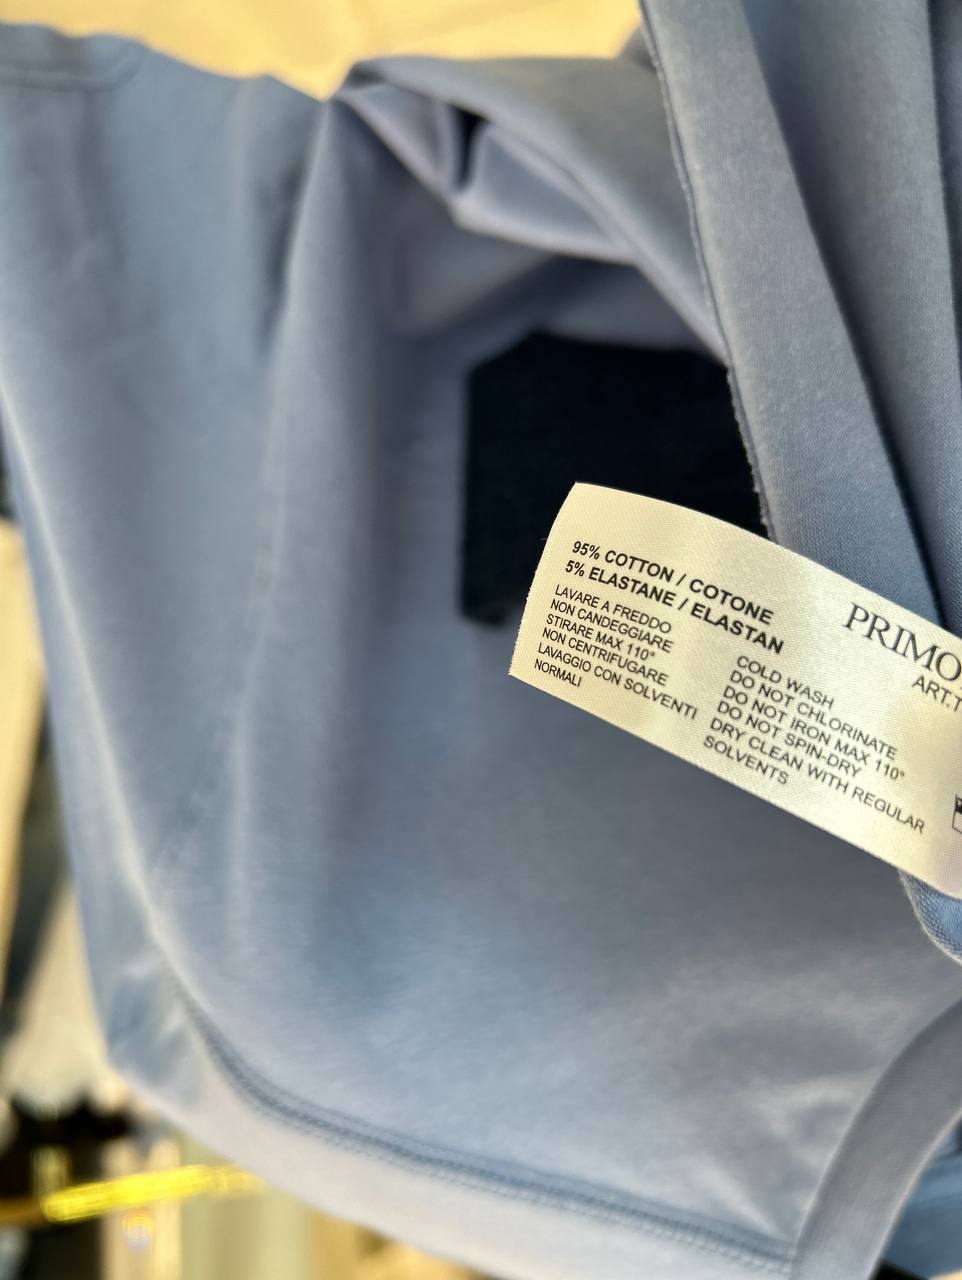 95% COTTON / COTONE
5% ELASTANE / ELASTAN
LAVARE A FREDDO
NON CANDEGGIARE
STIRARE MAX 110°
NON CENTRIFUGARE
LAVAGGIO CON SOLVENTI
NORMALI
COLD WASH
DO NOT CHLORINATE
DO NOT IRON MAX 110°
DO NOT SPIN-DRY
DRY CLEAN WITH REGULAR
SOLVENTS
PRIMO
ART.